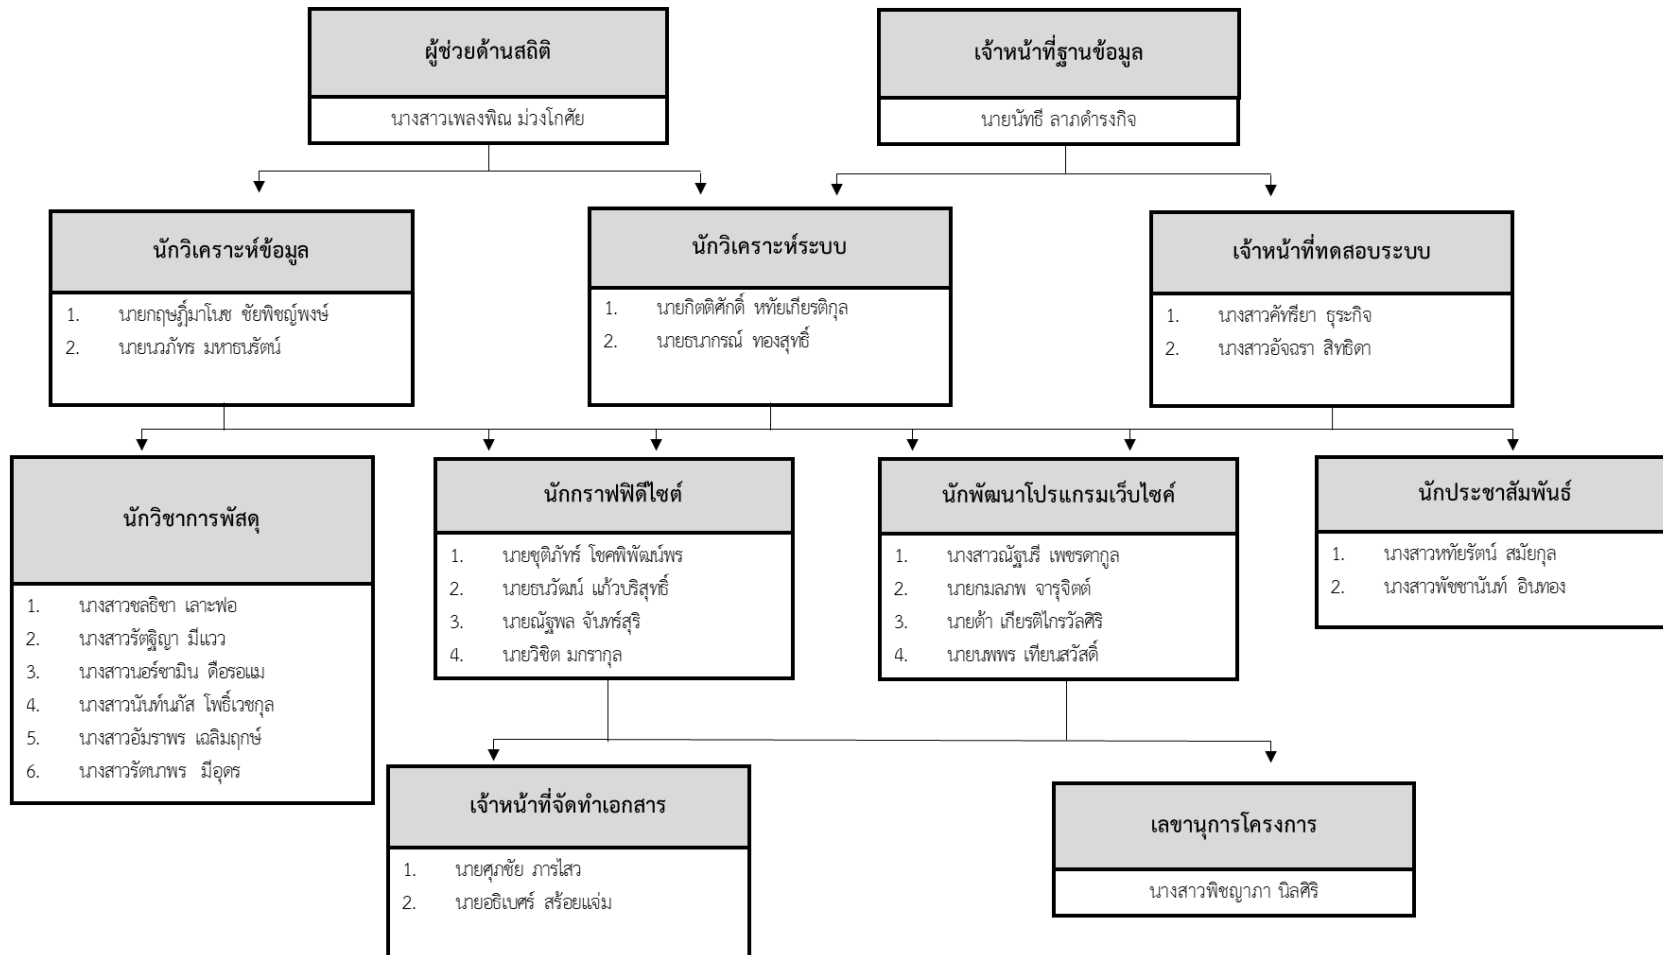 ผู้ช่วยด้านสถิติ
นางสาวเพลงพิณ ม่วงโกศัย
เจ้าหน้าที่ฐานข้อมูล
นายนัทธี ลาภดำรงกิจ
นักวิเคราะห์ข้อมูล
1. นายกฤษฎิ์มาโนช ชัยพิชญ์พงษ์
2. นายนวภัทร มหาธนรัตน์
นักวิเคราะห์ระบบ
1. นายกิตติศักดิ์ หทัยเกียรติกุล
2. นายธนากรณ์ ทองสุทธิ์
เจ้าหน้าที่ทดสอบระบบ
1. นางสาวคัทรียา ธุระกิจ
2. นางสาวอัจฉรา สิทธิดา
นักวิชาการพัสดุ
1. นางสาวชลธิชา เลาะฟอ
2. นางสาวรัตฐิญา มีแวว
3. นางสาวนอร์ซามิน ดือรอแม
4. นางสาวนันท์นภัส โพธิ์เวชกุล
5. นางสาวอัมราพร เฉลิมฤกษ์
6. นางสาวรัตนาพร มีอุดร
นักกราฟฟิดีไซต์
1. นายชุติภัทร์ โชคพิพัฒน์พร
2. นายธนวัฒน์ แก้วบริสุทธิ์
3. นายณัฐพล จันทร์สุริ
4. นายวิชิต มกรากุล
นักพัฒนาโปรแกรมเว็บไซค์
1. นางสาวณัฐนรี เพชรดากูล
2. นายกมลภพ จารุจิตต์
3. นายต้า เกียรติไกรวัลศิริ
4. นายนพพร เทียนสวัสดิ์
นักประชาสัมพันธ์
1. นางสาวหทัยรัตน์ สมัยกุล
2. นางสาวพัชชานันท์ อินทอง
เจ้าหน้าที่จัดทำเอกสาร
1. นายศุภชัย ภารไสว
2. นายอธิเบศร์ สร้อยแจ่ม
เลขานุการโครงการ
นางสาวพิชญาภา นิลศิริ